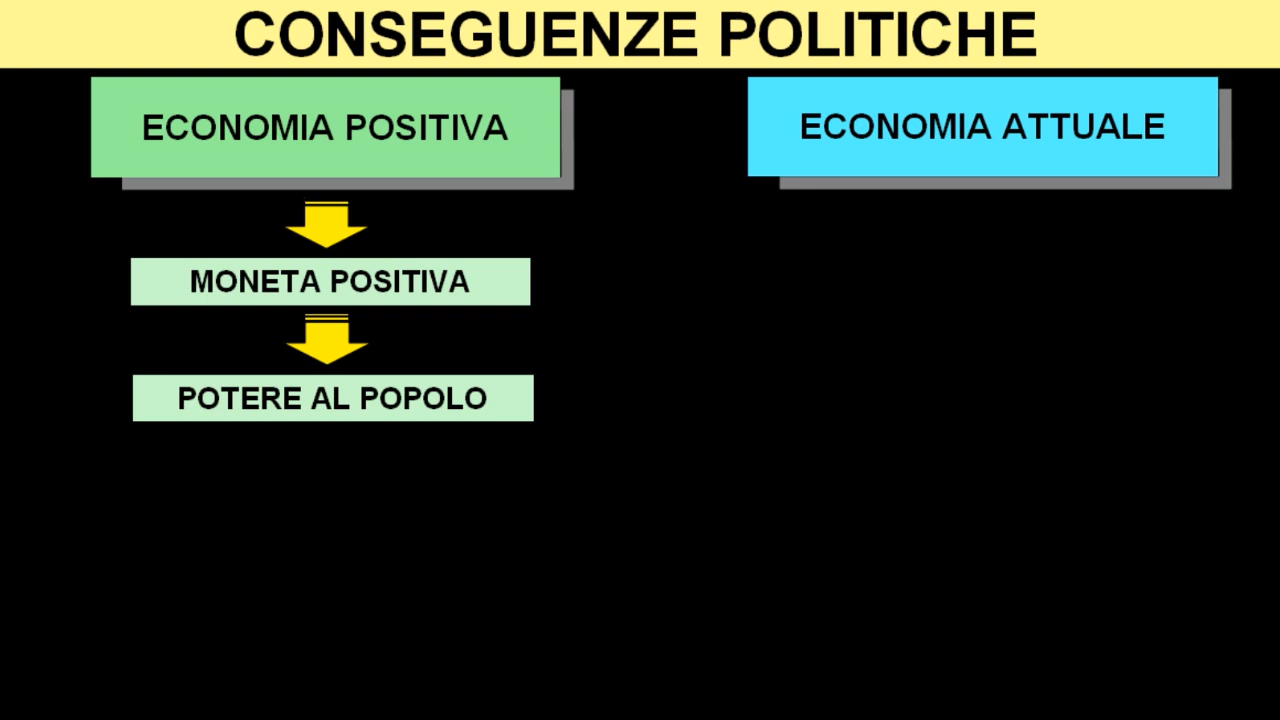 CONSEGUENZE POLITICHE
ECONOMIA POSITIVA
ECONOMIA ATTUALE
MONETA POSITIVA
POTERE AL POPOLO